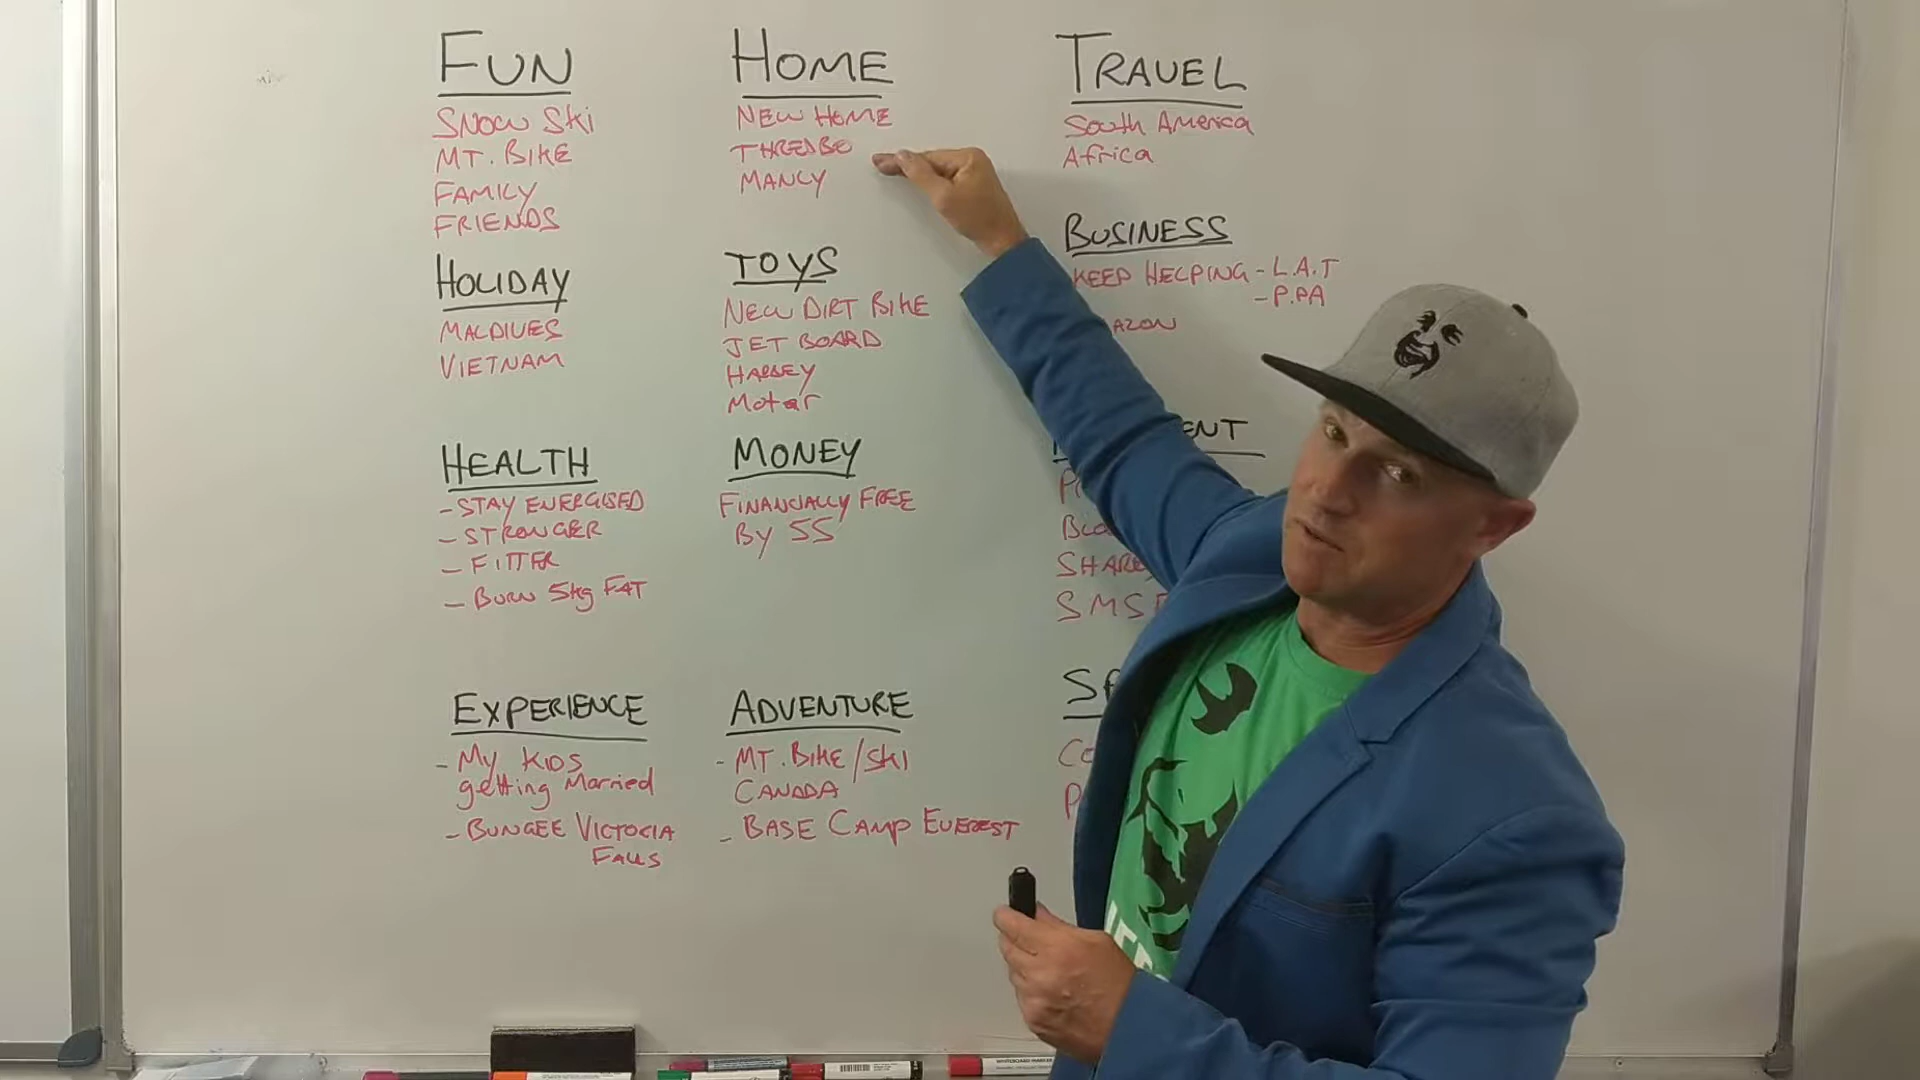 FUN
SNOW SKI
MT. BIKE
FAMILY
FRIENDS
HOLIDAY
MALDIVES
VIETNAM
HEALTH
- STAY ENERGISED
- STRONGER
- FITTER
- BURN 5kg FAT
EXPERIENCE
- My KIDS
getting Married
- BUNGEE VICTORIA
FALLS
HOME
NEW HOME
THREDBO
MANLY
TOYS
NEW DIRT BIKE
JET BOARD
HARLEY
Motor
MONEY
FINANCIALLY FREE
By 55
ADVENTURE
- MT. BIKE / SKI
CANADA
- BASE CAMP EVEREST
TRAVEL
South America
Africa
BUSINESS
KEEP HELPING - L.A.T
- P.PA